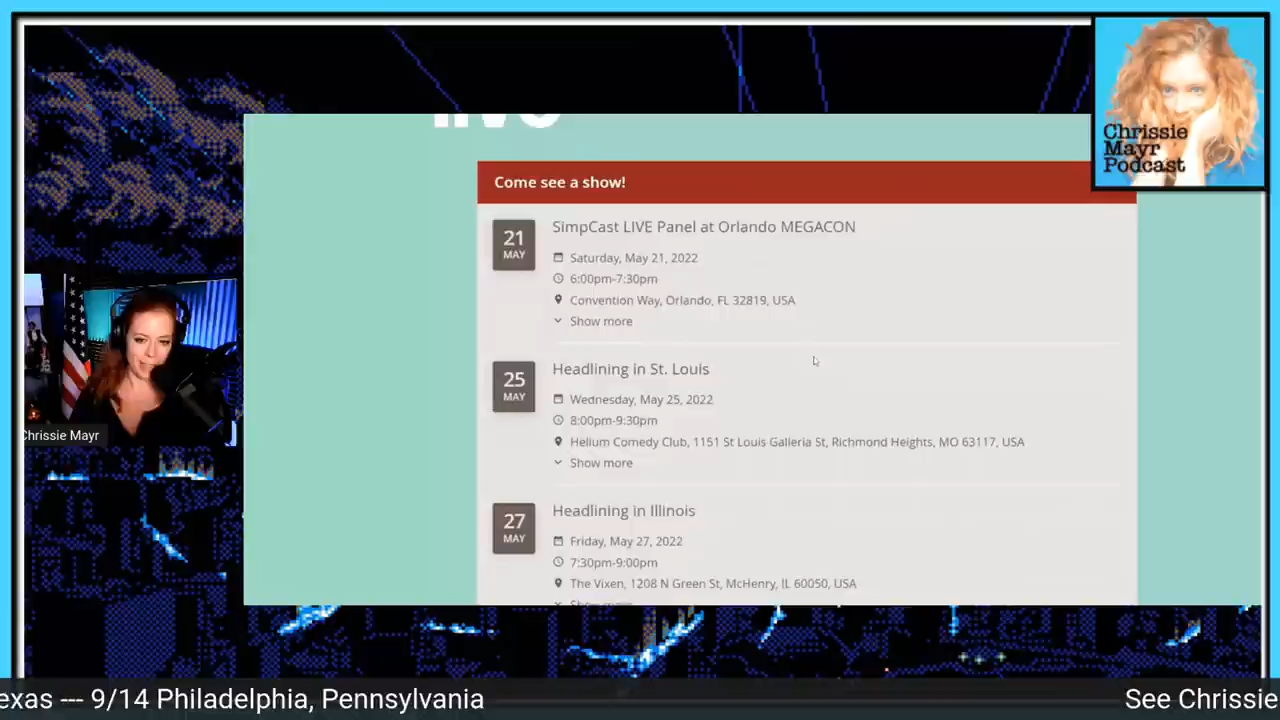 live
Chrissie
Mayr
Podcast
Come see a show!
21
MAY
SimpCast LIVE Panel at Orlando MEGACON
Saturday, May 21, 2022
6:00pm-7:30pm
Convention Way, Orlando, FL 32819, USA
Show more
25
MAY
Headlining in St. Louis
Wednesday, May 25, 2022
8:00pm-9:30pm
Helium Comedy Club, 1151 St Louis Galleria St, Richmond Heights, MO 63117, USA
Show more
27
MAY
Headlining in Illinois
Friday, May 27, 2022
7:30pm-9:00pm
The Vixen, 1208 N Green St, McHenry, IL 60050, USA
Show more
Chrissie Mayr
exas --- 9/14 Philadelphia, Pennsylvania
See Chrissie